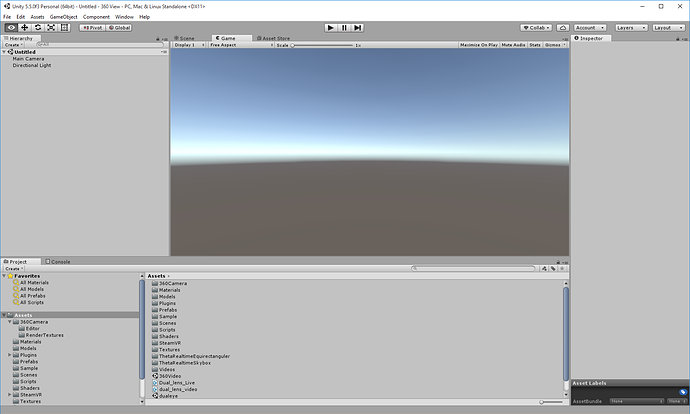 Unity 5.5.0f3 Personal (64bit) - Untitled - 360 View - PC, Mac & Linux Standalone <DX11>
File Edit Assets GameObject Component Window Help
Pivot Global Collab Account Layers Layout
Hierarchy
Create All
Untitled
Main Camera
Directional Light
Scene Game Asset Store
Display 1 Free Aspect Scale 1x Maximize On Play Mute Audio Stats Gizmos
Inspector
Project Console
Create
Favorites
All Materials
All Models
All Prefabs
All Scripts
Assets
360Camera
Editor
RenderTextures
Materials
Models
Plugins
Prefabs
Sample
Scenes
Scripts
Shaders
SteamVR
Textures
Assets
360Camera
Materials
Models
Plugins
Prefabs
Sample
Scenes
Scripts
Shaders
SteamVR
Textures
ThetaRealtimeEquirectangular
ThetaRealtimeSkybox
Videos
360Video
Dual_lens_Live
dual_lens_video
dualeye
Asset Labels
AssetBundle None None